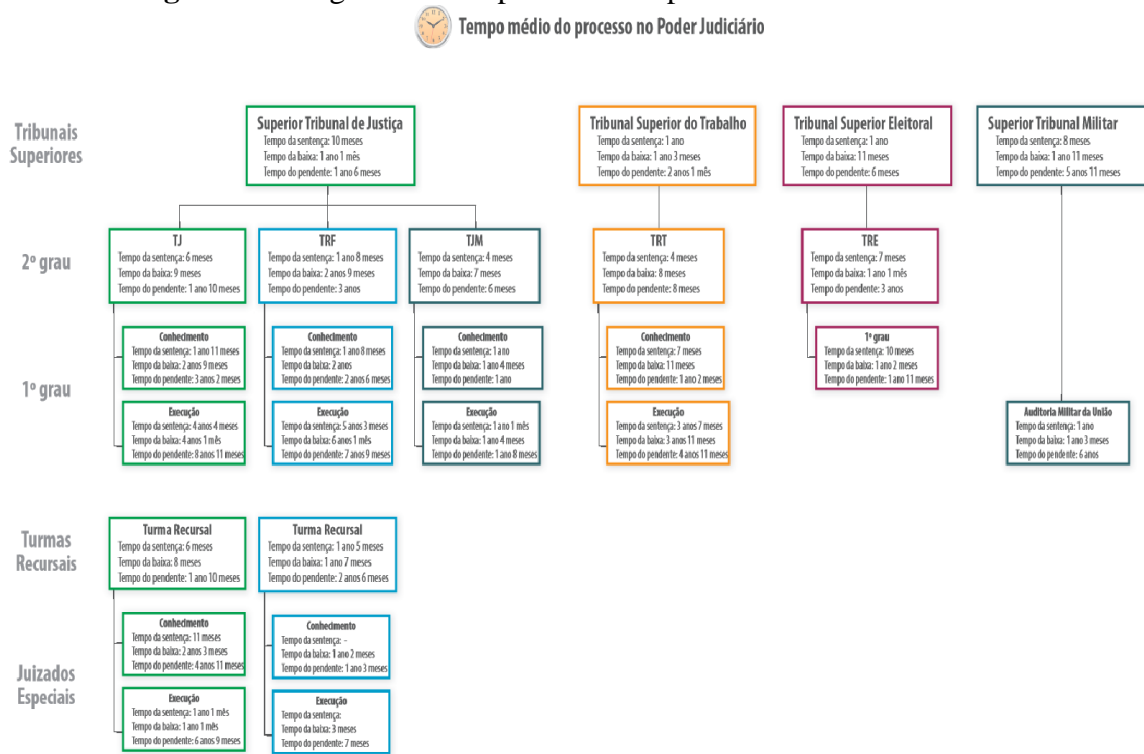 Tempo médio do processo no Poder Judiciário
Tribunais
Superiores
Superior Tribunal de Justiça
Tempo da sentença: 10 meses
Tempo da baixa: 1 ano 1 mês
Tempo do pendente: 1 ano 6 meses
Tribunal Superior do Trabalho
Tempo da sentença: 1 ano
Tempo da baixa: 1 ano 3 meses
Tempo do pendente: 2 anos 1 mês
Tribunal Superior Eleitoral
Tempo da sentença: 1 ano
Tempo da baixa: 11 meses
Tempo do pendente: 6 meses
Superior Tribunal Militar
Tempo da sentença: 8 meses
Tempo da baixa: 1 ano 11 meses
Tempo do pendente: 5 anos 11 meses
2º grau
TJ
Tempo da sentença: 6 meses
Tempo da baixa: 9 meses
Tempo do pendente: 1 ano 10 meses
TRF
Tempo da sentença: 1 ano 8 meses
Tempo da baixa: 2 anos 9 meses
Tempo do pendente: 3 anos
TJM
Tempo da sentença: 4 meses
Tempo da baixa: 7 meses
Tempo do pendente: 6 meses
TRT
Tempo da sentença: 4 meses
Tempo da baixa: 8 meses
Tempo do pendente: 8 meses
TRE
Tempo da sentença: 7 meses
Tempo da baixa: 1 ano 1 mês
Tempo do pendente: 3 anos
1º grau
Conhecimento
Tempo da sentença: 1 ano 11 meses
Tempo da baixa: 2 anos 9 meses
Tempo do pendente: 3 anos 2 meses
Conhecimento
Tempo da sentença: 1 ano 8 meses
Tempo da baixa: 2 anos
Tempo do pendente: 2 anos 6 meses
Conhecimento
Tempo da sentença: 1 ano
Tempo da baixa: 1 ano 4 meses
Tempo do pendente: 1 ano
Conhecimento
Tempo da sentença: 7 meses
Tempo da baixa: 11 meses
Tempo do pendente: 1 ano 2 meses
1º grau
Tempo da sentença: 10 meses
Tempo da baixa: 1 ano 2 meses
Tempo do pendente: 1 ano 11 meses
Execução
Tempo da sentença: 4 anos 4 meses
Tempo da baixa: 4 anos 1 mês
Tempo do pendente: 8 anos 11 meses
Execução
Tempo da sentença: 5 anos 3 meses
Tempo da baixa: 6 anos 1 mês
Tempo do pendente: 7 anos 9 meses
Execução
Tempo da sentença: 1 ano 1 mês
Tempo da baixa: 1 ano 4 meses
Tempo do pendente: 1 ano 8 meses
Execução
Tempo da sentença: 3 anos 7 meses
Tempo da baixa: 3 anos 11 meses
Tempo do pendente: 4 anos 11 meses
Auditoria Militar da União
Tempo da sentença: 1 ano
Tempo da baixa: 1 ano 3 meses
Tempo do pendente: 6 anos
Turmas
Recursais
Turma Recursal
Tempo da sentença: 6 meses
Tempo da baixa: 8 meses
Tempo do pendente: 1 ano 10 meses
Turma Recursal
Tempo da sentença: 1 ano 5 meses
Tempo da baixa: 1 ano 7 meses
Tempo do pendente: 2 anos 6 meses
Juizados
Especiais
Conhecimento
Tempo da sentença: 11 meses
Tempo da baixa: 2 anos 3 meses
Tempo do pendente: 4 anos 11 meses
Conhecimento
Tempo da sentença: -
Tempo da baixa: 1 ano 2 meses
Tempo do pendente: 1 ano 3 meses
Execução
Tempo da sentença: 1 ano 1 mês
Tempo da baixa: 1 ano 1 mês
Tempo do pendente: 6 anos 9 meses
Execução
Tempo da sentença:
Tempo da baixa: 3 meses
Tempo do pendente: 7 meses